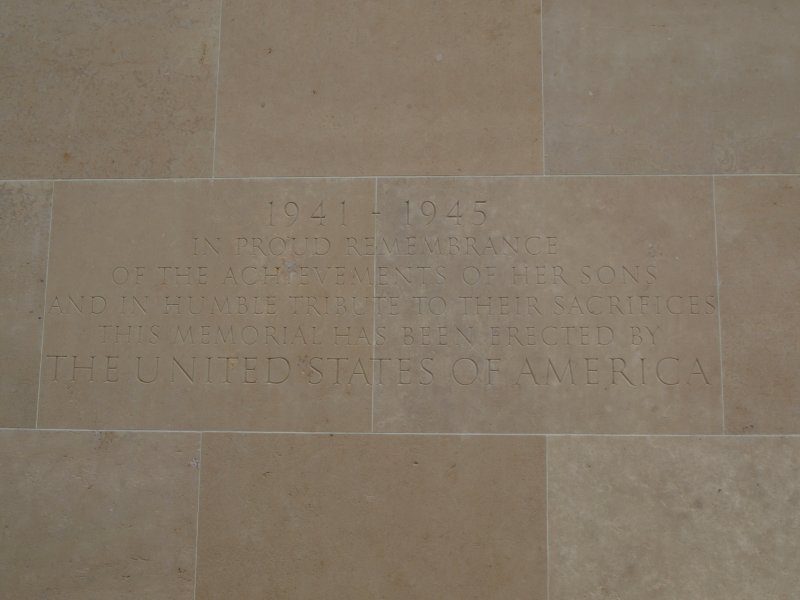 1941 - 1945
IN PROUD REMEMBRANCE
OF THE ACHIEVEMENTS OF HER SONS
AND IN HUMBLE TRIBUTE TO THEIR SACRIFICES
THIS MEMORIAL HAS BEEN ERECTED BY
THE UNITED STATES OF AMERICA